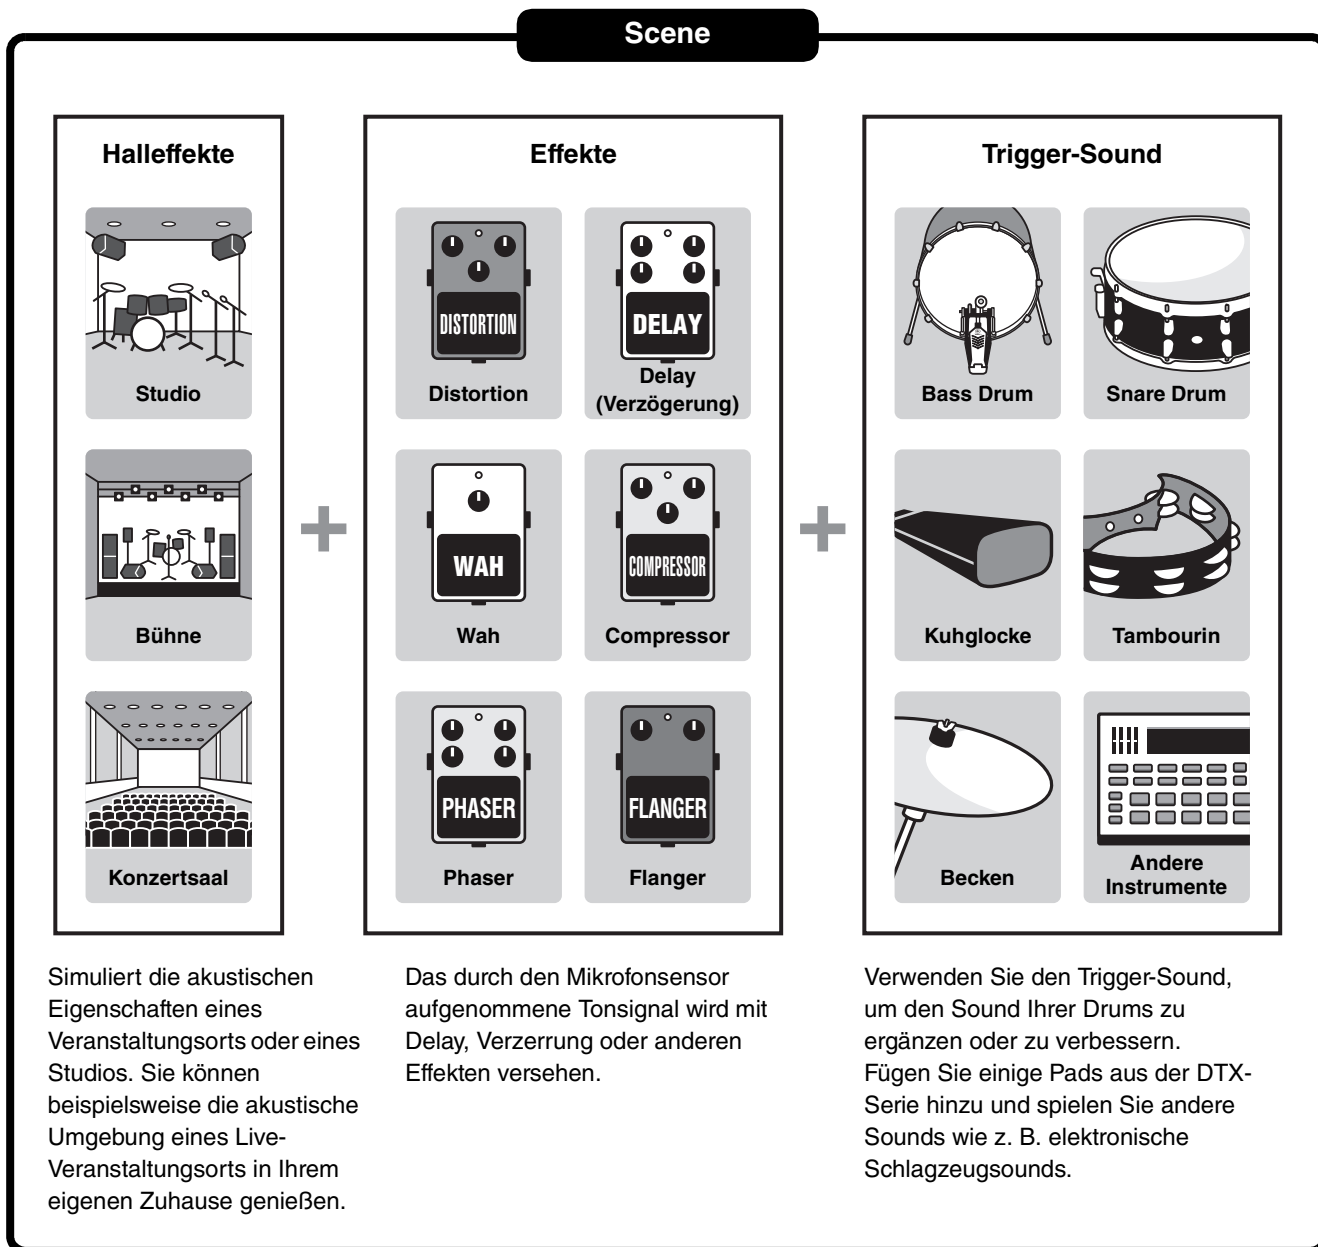 Scene
Halleffekte
Studio
Bühne
Konzertsaal
Effekte
DISTORTION
Distortion
DELAY
Delay
(Verzögerung)
WAH
Wah
COMPRESSOR
Compressor
PHASER
Phaser
FLANGER
Flanger
Trigger-Sound
Bass Drum
Snare Drum
Kuhglocke
Tambourin
Becken
Andere
Instrumente
Simuliert die akustischen
Eigenschaften eines
Veranstaltungsorts oder eines
Studios. Sie können
beispielsweise die akustische
Umgebung eines Live-
Veranstaltungsorts in Ihrem
eigenen Zuhause genießen.
Das durch den Mikrofonsensor
aufgenommene Tonsignal wird mit
Delay, Verzerrung oder anderen
Effekten versehen.
Verwenden Sie den Trigger-Sound,
um den Sound Ihrer Drums zu
ergänzen oder zu verbessern.
Fügen Sie einige Pads aus der DTX-
Serie hinzu und spielen Sie andere
Sounds wie z. B. elektronische
Schlagzeugsounds.